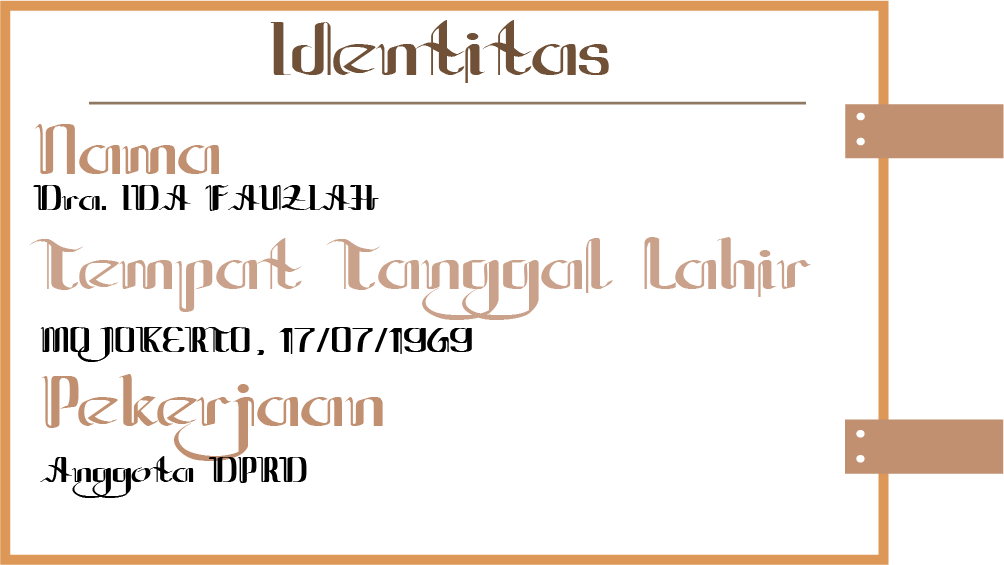 Identitas
Nama
Dra. IDA FAUZIAH
Tempat Tanggal Lahir
MOJOKERTO, 17/07/1969
Pekerjaan
Anggota DPRD